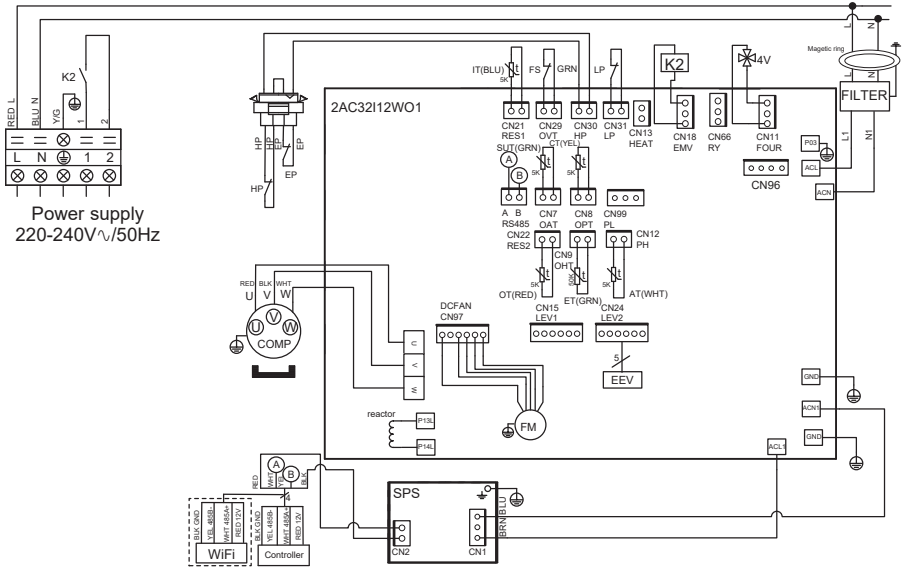 RED L
BLU N
Y/G
K2
1
2
L N 1 2
Power supply
220-240V∿/50Hz
HP
HP
EP
EP
EP
HP
2AC32I12WO1
IT(BLU)
5K
t
FS
GRN
LP
K2
4V
L
N
Magetic ring
L
N
FILTER
CN21
RES1
CN29
OVT
CN30
HP
CN31
LP
CN13
HEAT
CN18
EMV
CN66
RY
CN11
FOUR
L1
N1
P03
ACL
ACN
SUT(GRN)
CT(YEL)
A
B
5K
t
5K
t
CN96
A B
RS485
CN7
OAT
CN8
OPT
CN99
PL
CN22
RES2
CN9
OHT
CN12
PH
5K
t
50K
t
5K
t
OT(RED)
ET(GRN)
AT(WHT)
RED BLK WHT
U V W
U
V
W
COMP
DCFAN
CN97
CN15
LEV1
CN24
LEV2
U
V
W
5
EEV
FM
reactor
P13L
P14L
GND
ACN1
GND
ACL1
RED
WHT
YEL
BLK
A
B
4
SPS
BLU
BRN
CN2
CN1
BLK GND
YEL 485B-
WHT 485A+
RED 12V
WiFi
BLK GND
YEL 485B-
WHT 485A+
RED 12V
Controller